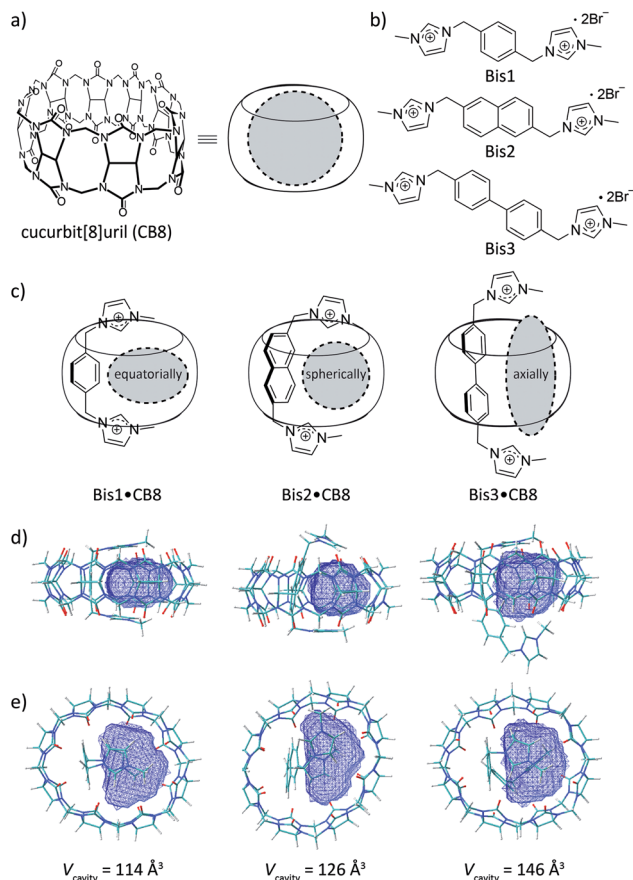 a)
cucurbit[8]uril (CB8)
b)
N
N
CH₃
· 2Br⁻
Bis1
· 2Br⁻
Bis2
· 2Br⁻
Bis3
c)
equatorially
spherically
axially
Bis1•CB8
Bis2•CB8
Bis3•CB8
d)
e)
V_cavity = 114 Å³
V_cavity = 126 Å³
V_cavity = 146 Å³